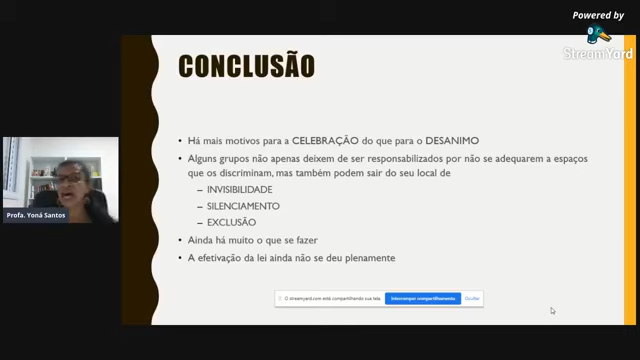 Powered by
StreamYard
CONCLUSÃO
Há mais motivos para a CELEBRAÇÃO do que para o DESANIMO
Alguns grupos não apenas deixem de ser responsabilizados por não se adequarem a espaços
que os discriminam, mas também podem sair do seu local de
– INVISIBILIDADE
– SILENCIAMENTO
– EXCLUSÃO
Ainda há muito o que se fazer
A efetivação da lei ainda não se deu plenamente
Profa. Yoná Santos
O streamyard.com está compartilhando sua tela. Interromper compartilhamento Ocultar